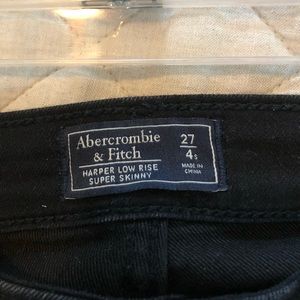 Abercrombie
& Fitch
HARPER LOW RISE
SUPER SKINNY
27
4s
MADE IN
CHINA